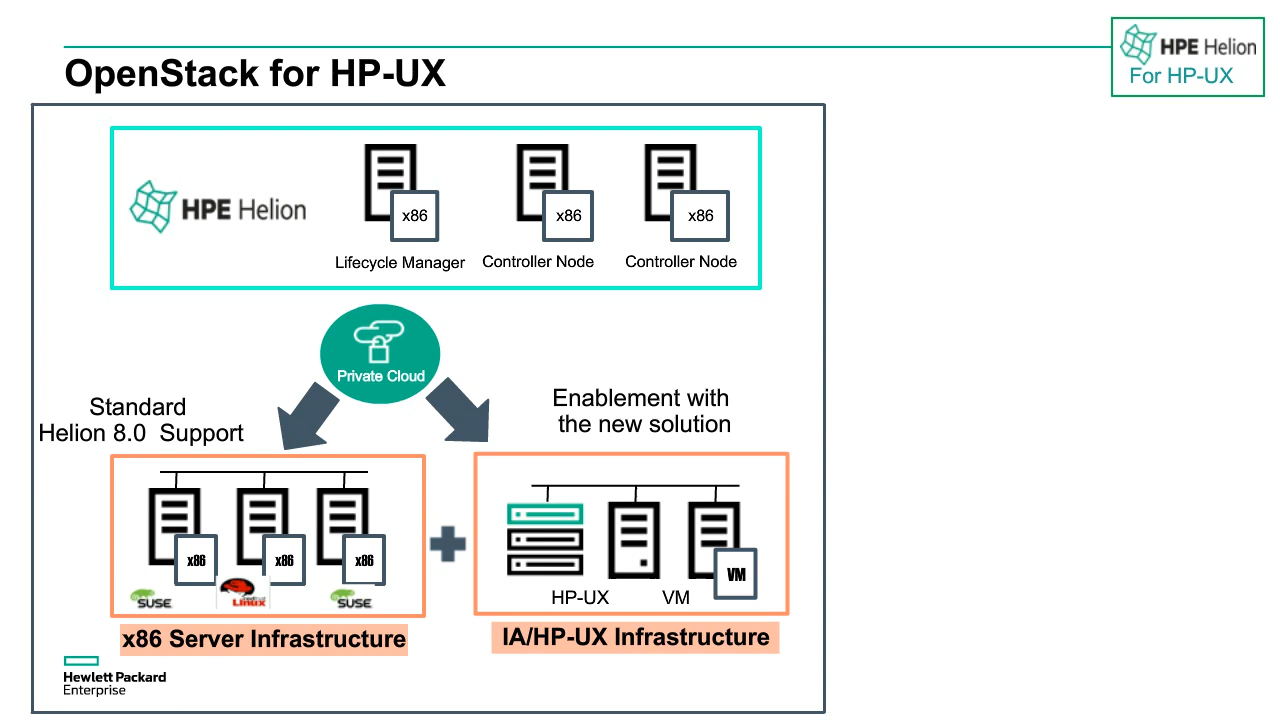 HPE Helion
For HP-UX
OpenStack for HP-UX
HPE Helion
x86
x86
x86
Lifecycle Manager
Controller Node
Controller Node
Private Cloud
Standard
Helion 8.0 Support
Enablement with
the new solution
x86
x86
x86
SUSE
Linux
SUSE
VM
HP-UX
VM
x86 Server Infrastructure
IA/HP-UX Infrastructure
Hewlett Packard
Enterprise